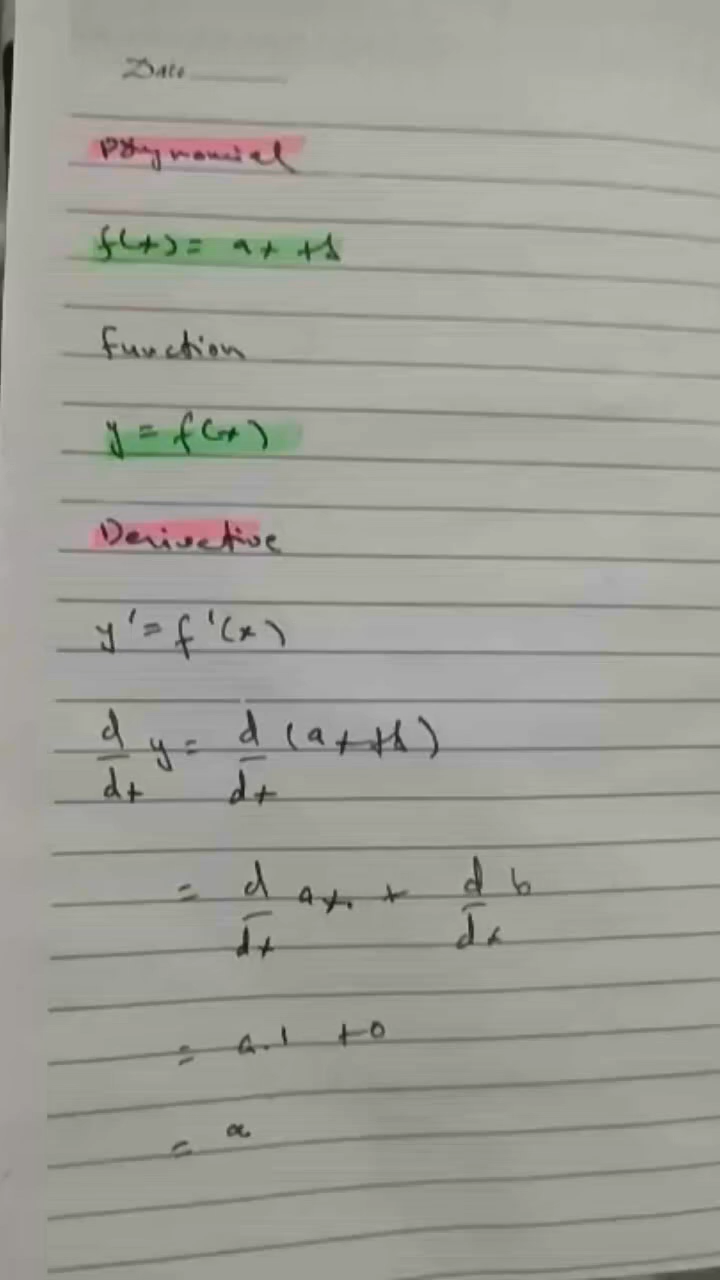 Date
Polynomial
f(x) = ax + b
function
y = f(x)
Derivative
y' = f'(x)
d/dx y = d/dx (ax + b)
= d/dx ax + d/dx b
= a.1 + 0
= a